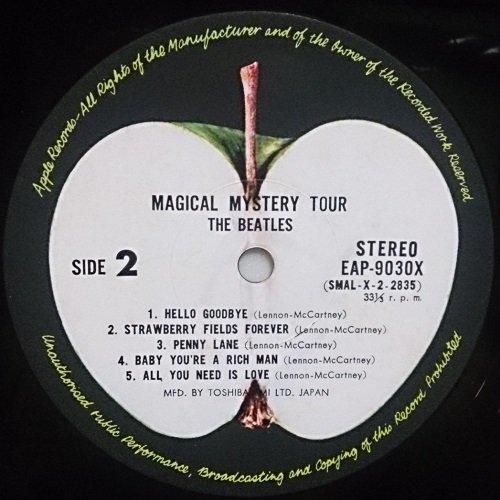 Apple Records-All Rights of the Manufacturer and of the Owner of the Recorded Work Reserved
MAGICAL MYSTERY TOUR
THE BEATLES
SIDE 2
STEREO
EAP-9030X
(SMAL-X-2-2835)
33⅓ r. p. m.
1. HELLO GOODBYE (Lennon-McCartney)
2. STRAWBERRY FIELDS FOREVER (Lennon-McCartney)
3. PENNY LANE (Lennon-McCartney)
4. BABY YOU'RE A RICH MAN (Lennon-McCartney)
5. ALL YOU NEED IS LOVE (Lennon-McCartney)
MFD. BY TOSHIBA EMI LTD. JAPAN
Unauthorised Public Performance, Broadcasting and Copying of this Record Prohibited